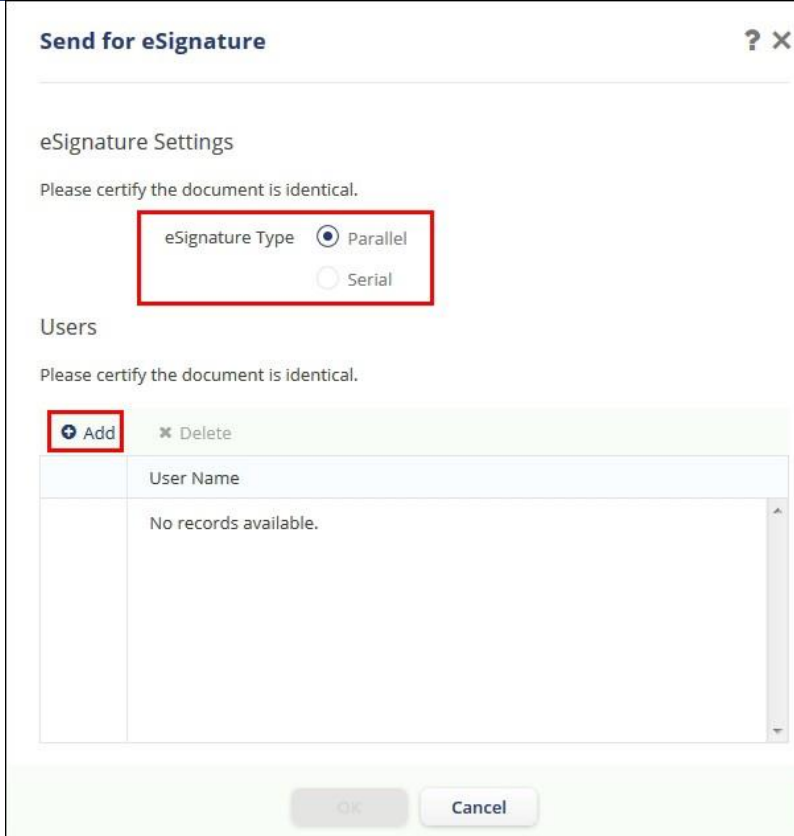 Send for eSignature ? ×
eSignature Settings
Please certify the document is identical.
eSignature Type Parallel
Serial
Users
Please certify the document is identical.
Add Delete
User Name
No records available.
OK Cancel